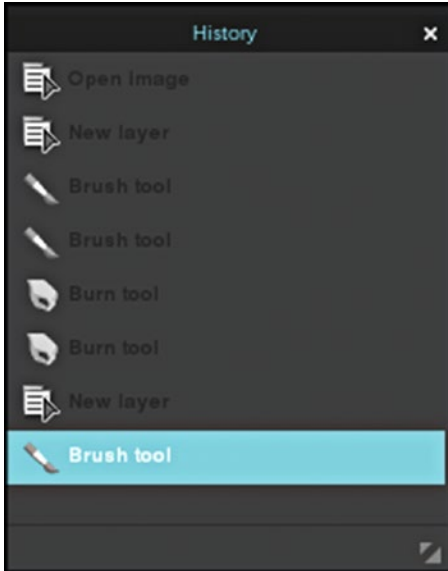 History
Open image
New layer
Brush tool
Brush tool
Burn tool
Burn tool
New layer
Brush tool